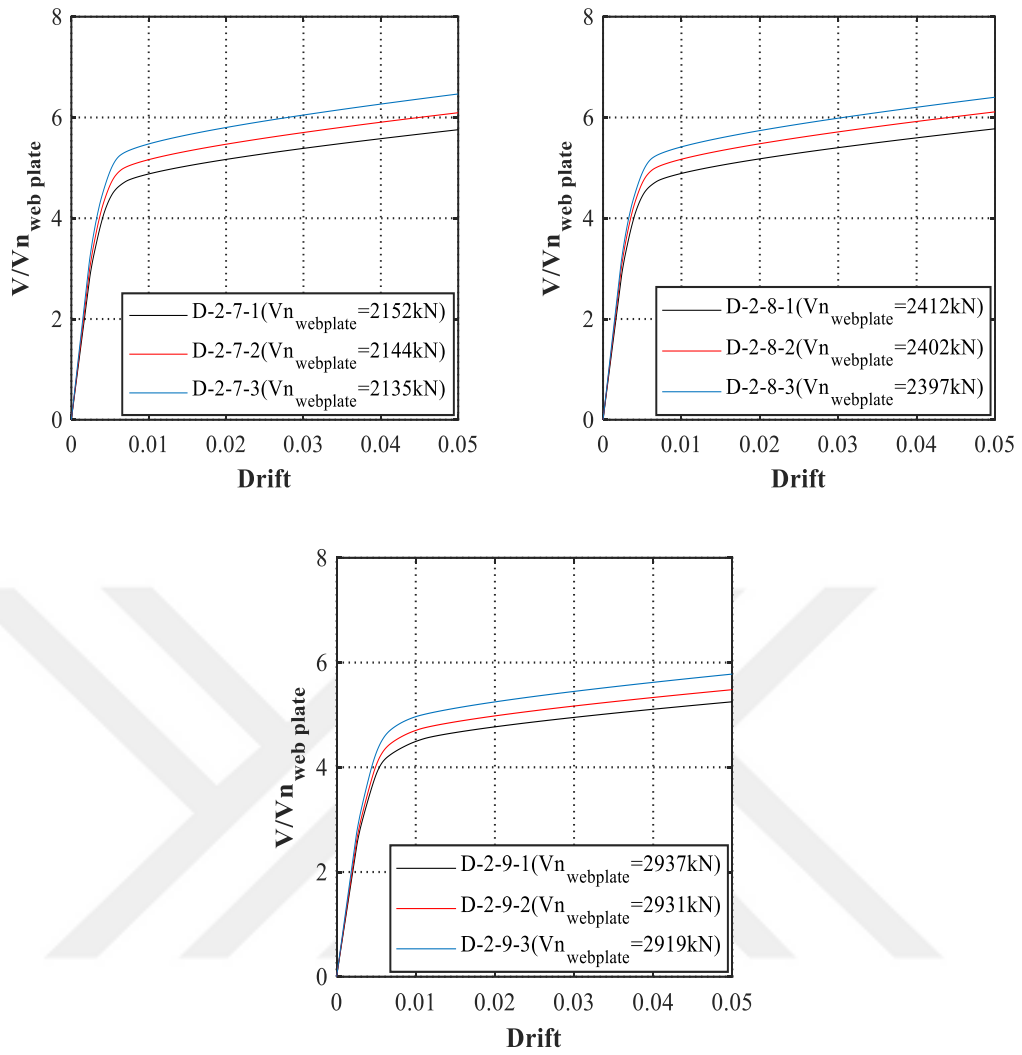 8
6
4
2
0
V/Vn web plate
D-2-7-1(Vn webplate=2152kN)
D-2-7-2(Vn webplate=2144kN)
D-2-7-3(Vn webplate=2135kN)
0 0.01 0.02 0.03 0.04 0.05
Drift
8
6
4
2
0
V/Vn web plate
D-2-8-1(Vn webplate=2412kN)
D-2-8-2(Vn webplate=2402kN)
D-2-8-3(Vn webplate=2397kN)
0 0.01 0.02 0.03 0.04 0.05
Drift
8
6
4
2
0
V/Vn web plate
D-2-9-1(Vn webplate=2937kN)
D-2-9-2(Vn webplate=2931kN)
D-2-9-3(Vn webplate=2919kN)
0 0.01 0.02 0.03 0.04 0.05
Drift